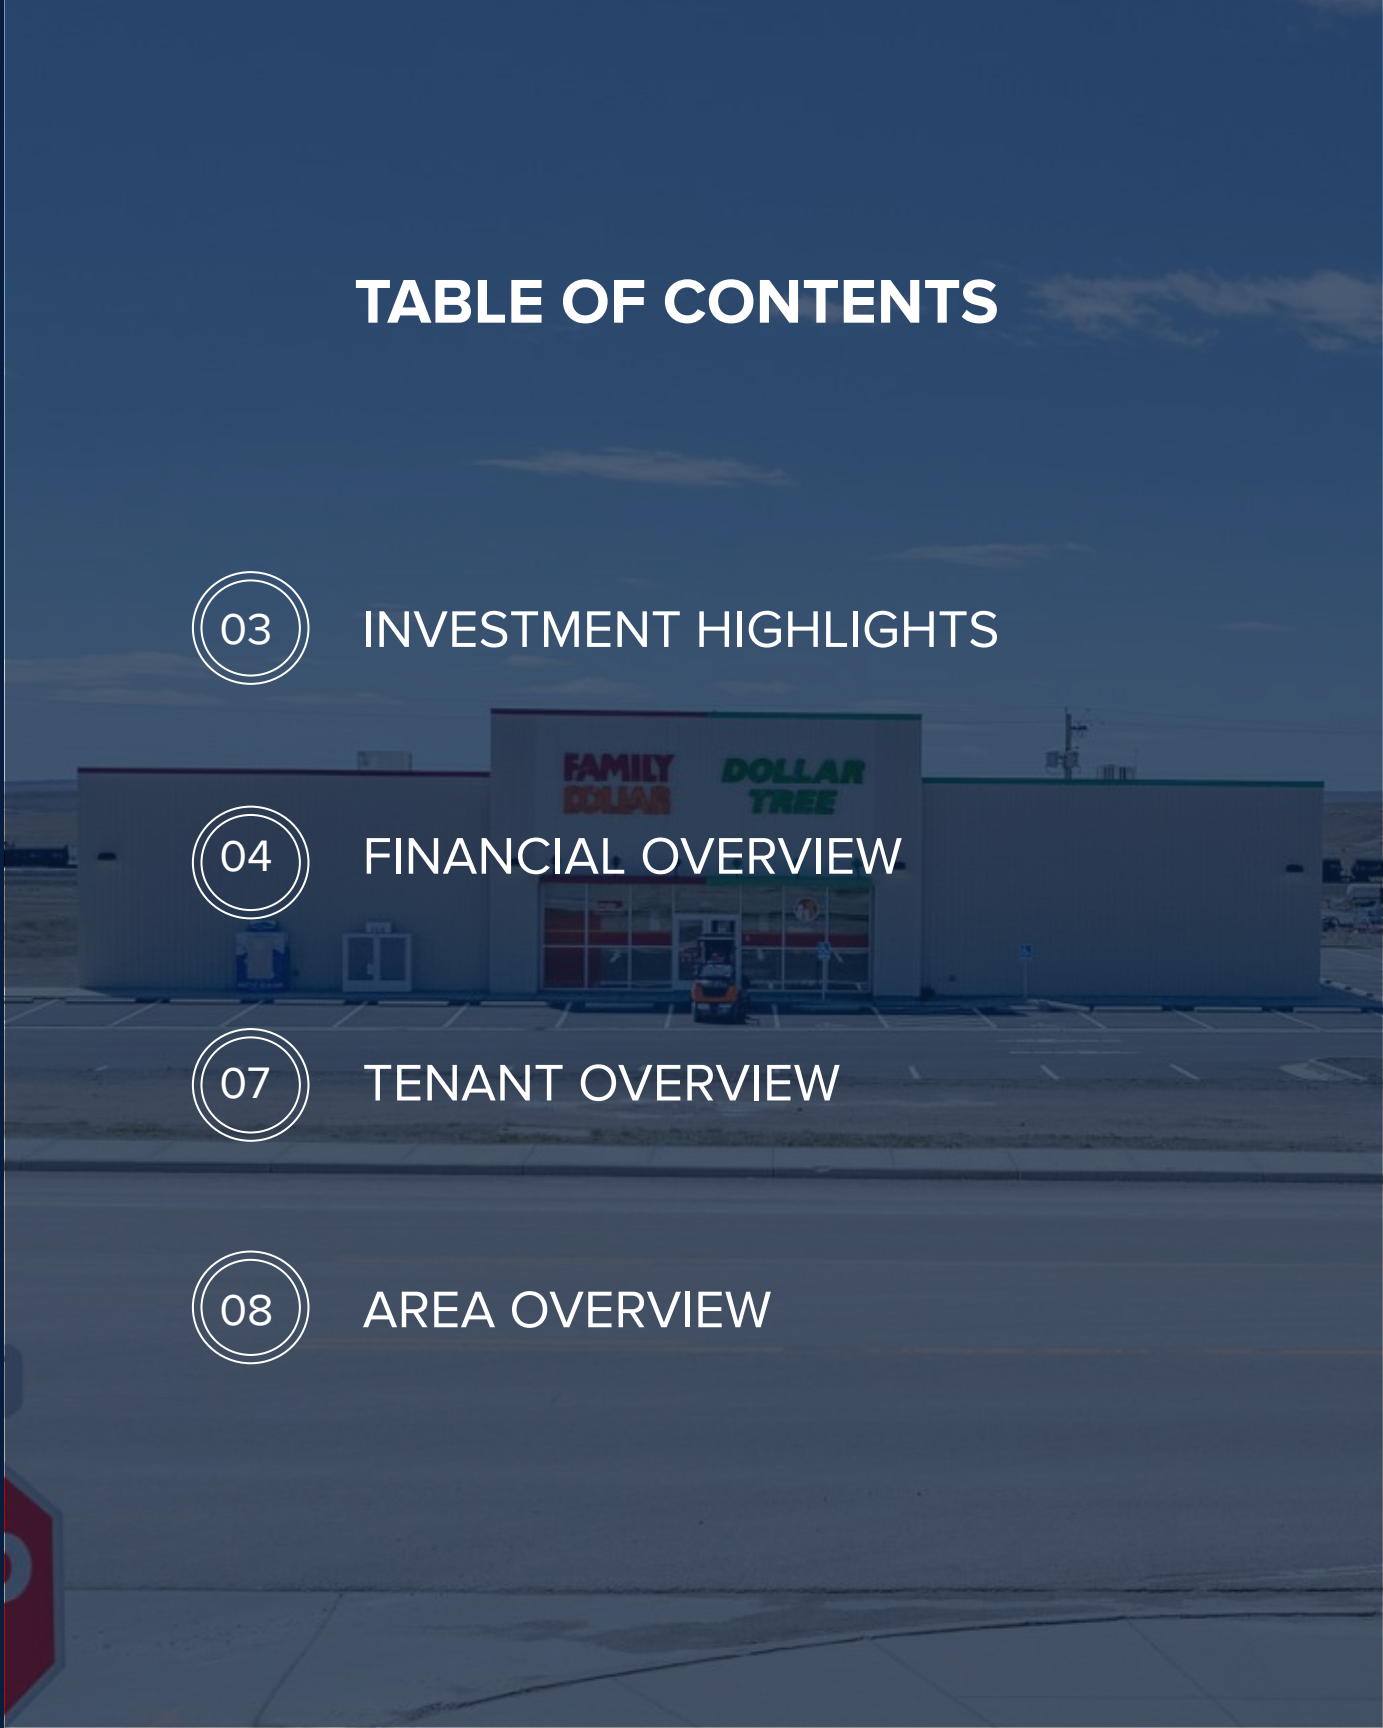 TABLE OF CONTENTS
03 INVESTMENT HIGHLIGHTS
FAMILY DOLLAR
DOLLAR TREE
04 FINANCIAL OVERVIEW
07 TENANT OVERVIEW
08 AREA OVERVIEW